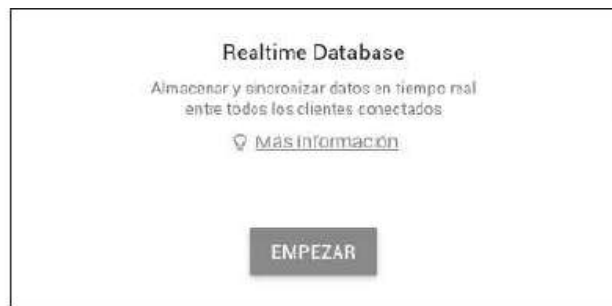 Realtime Database
Almacenar y sincronizar datos en tiempo real
entre todos los clientes conectados
Más información
EMPEZAR